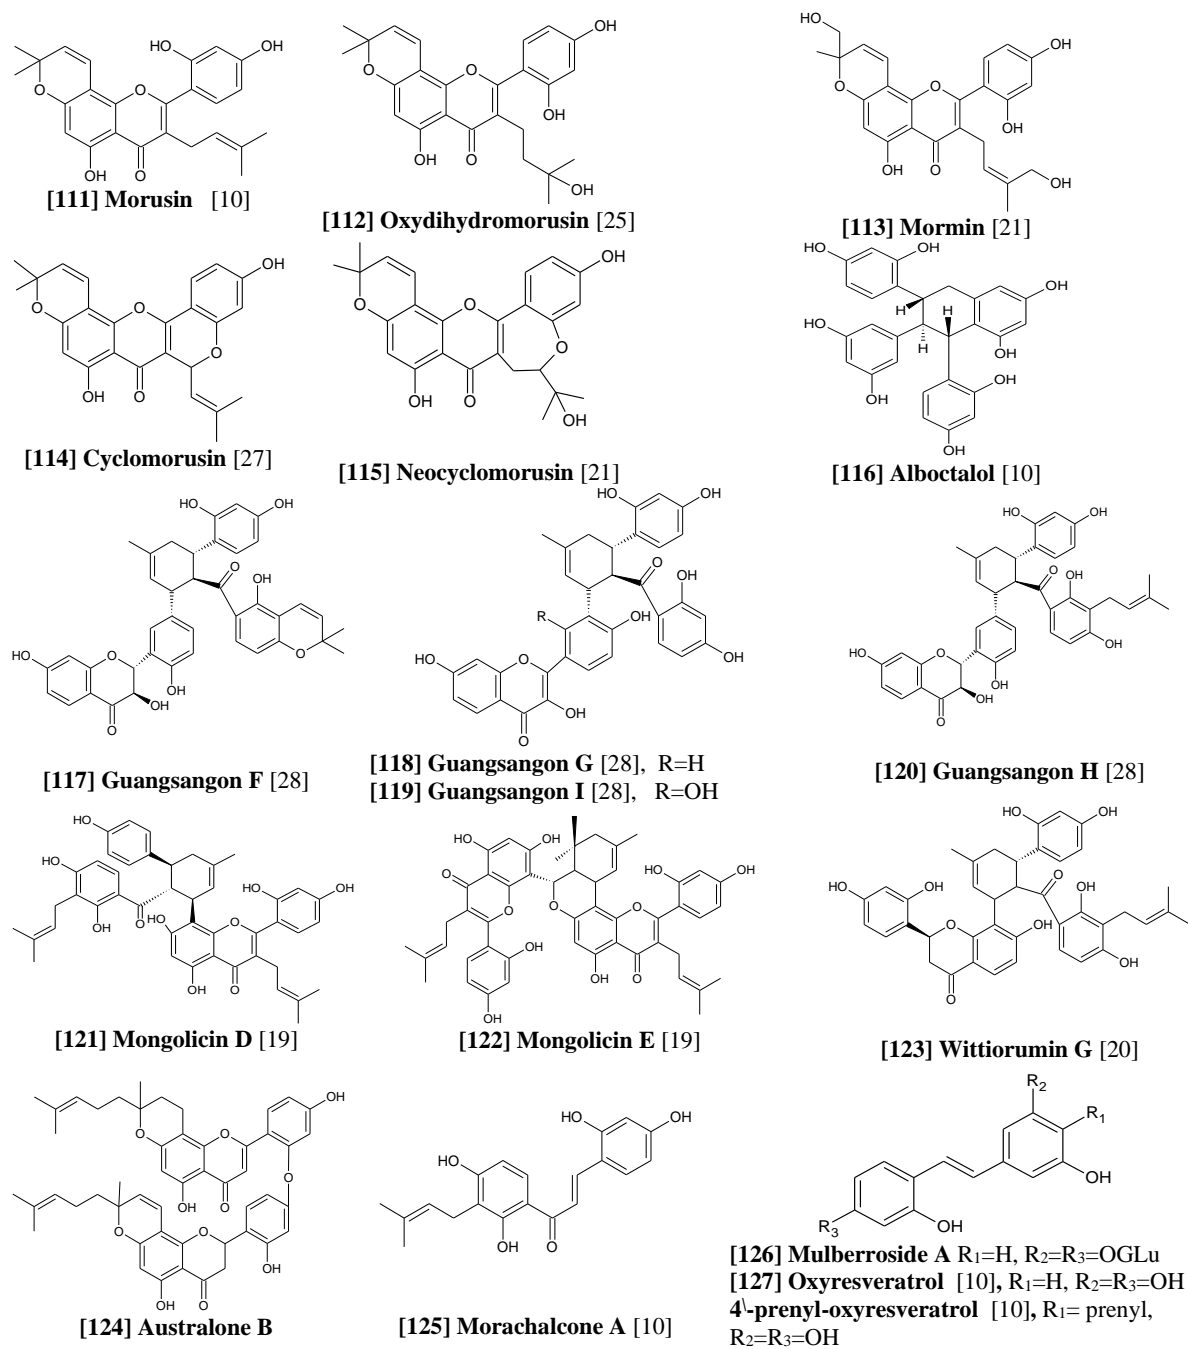 [111] Morusin [10]
[112] Oxydihydromorusin [25]
[113] Mormin [21]
[114] Cyclomorusin [27]
[115] Neocyclomorusin [21]
[116] Alboctalol [10]
[117] Guangsangon F [28]
[118] Guangsangon G [28], R=H
[119] Guangsangon I [28], R=OH
[120] Guangsangon H [28]
[121] Mongolicin D [19]
[122] Mongolicin E [19]
[123] Wittiorumin G [20]
[124] Australone B
[125] Morachalcone A [10]
[126] Mulberroside A R₁=H, R₂=R₃=OGLu
[127] Oxyresveratrol [10], R₁=H, R₂=R₃=OH
4\-prenyl-oxyresveratrol [10], R₁= prenyl,
R₂=R₃=OH